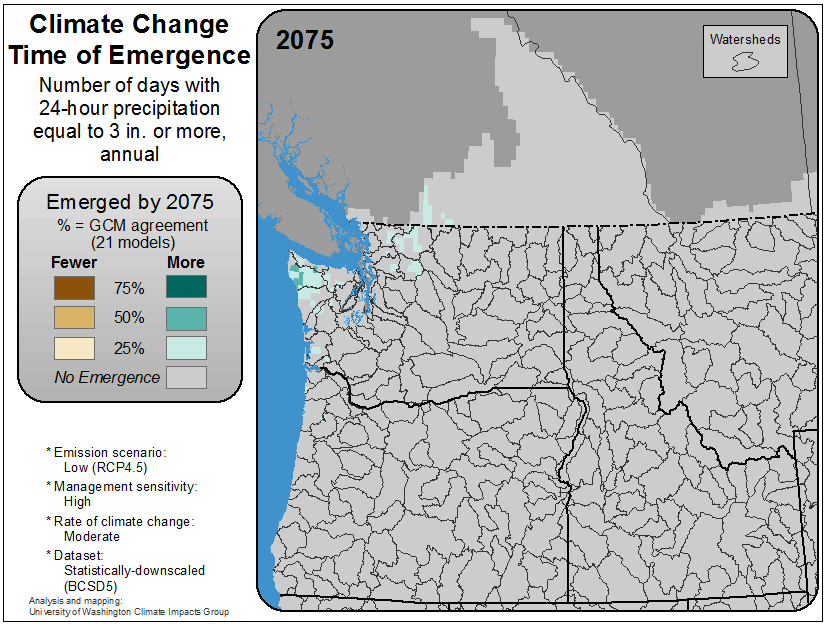 Climate Change
Time of Emergence
Number of days with
24-hour precipitation
equal to 3 in. or more,
annual
Emerged by 2075
% = GCM agreement
(21 models)
Fewer More
75%
50%
25%
No Emergence
* Emission scenario:
Low (RCP4.5)
* Management sensitivity:
High
* Rate of climate change:
Moderate
* Dataset:
Statistically-downscaled
(BCSD5)
Analysis and mapping:
University of Washington Climate Impacts Group
2075
Watersheds